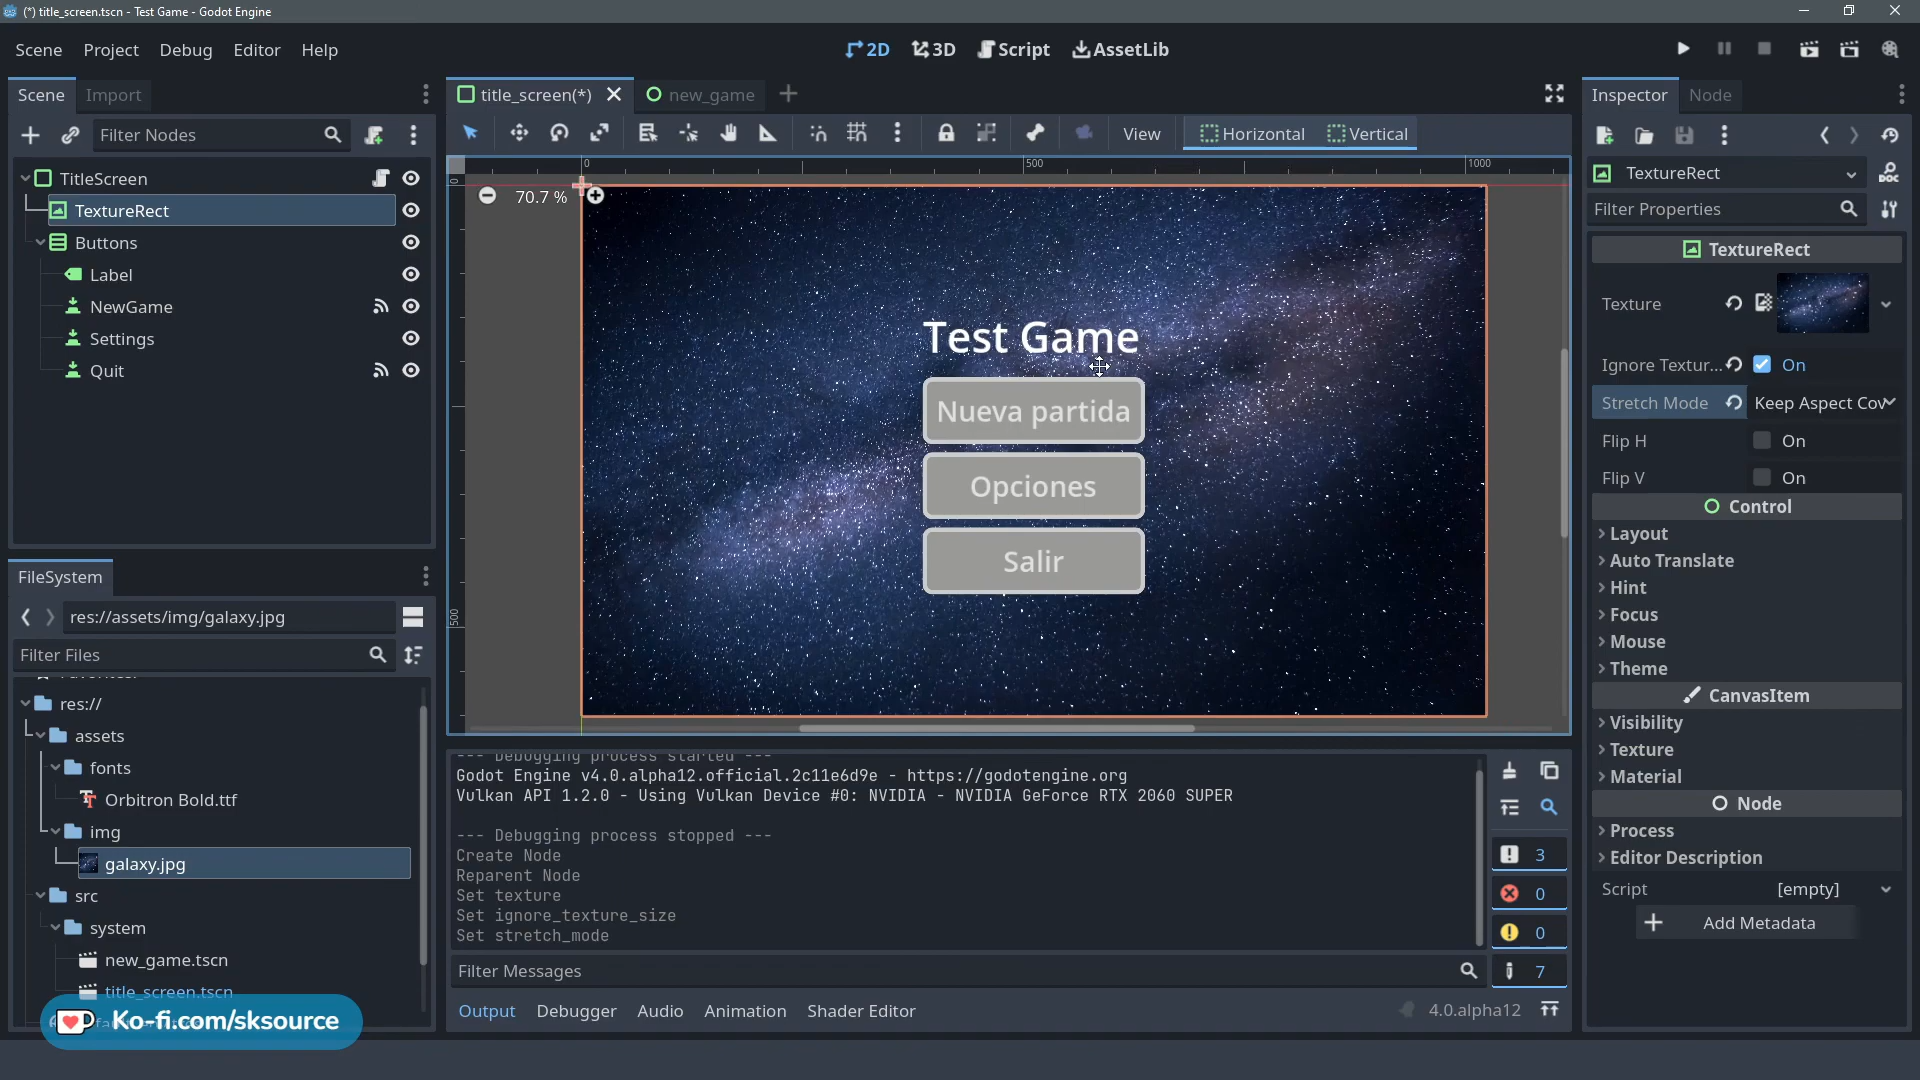 (*) title_screen.tscn - Test Game - Godot Engine
Scene Project Debug Editor Help
2D 3D Script AssetLib
Scene Import
title_screen(*) new_game
Inspector Node
Filter Nodes
View Horizontal Vertical
TitleScreen
TextureRect
Buttons
Label
NewGame
Settings
Quit
0 500 1000
0
500
70.7 %
Test Game
Nueva partida
Opciones
Salir
TextureRect
Filter Properties
TextureRect
Texture
Ignore Textur... On
Stretch Mode Keep Aspect Cov
Flip H On
Flip V On
Control
Layout
Auto Translate
Hint
Focus
Mouse
Theme
CanvasItem
Visibility
Texture
Material
Node
Process
Editor Description
Script [empty]
Add Metadata
FileSystem
res://assets/img/galaxy.jpg
Filter Files
res://
assets
fonts
Orbitron Bold.ttf
img
galaxy.jpg
src
system
new_game.tscn
title_screen.tscn
Ko-fi.com/sksource
--- Debugging process started ---
Godot Engine v4.0.alpha12.official.2c11e6d9e - https://godotengine.org
Vulkan API 1.2.0 - Using Vulkan Device #0: NVIDIA - NVIDIA GeForce RTX 2060 SUPER
--- Debugging process stopped ---
Create Node
Reparent Node
Set texture
Set ignore_texture_size
Set stretch_mode
3
0
0
7
Filter Messages
Output Debugger Audio Animation Shader Editor
4.0.alpha12
DOC